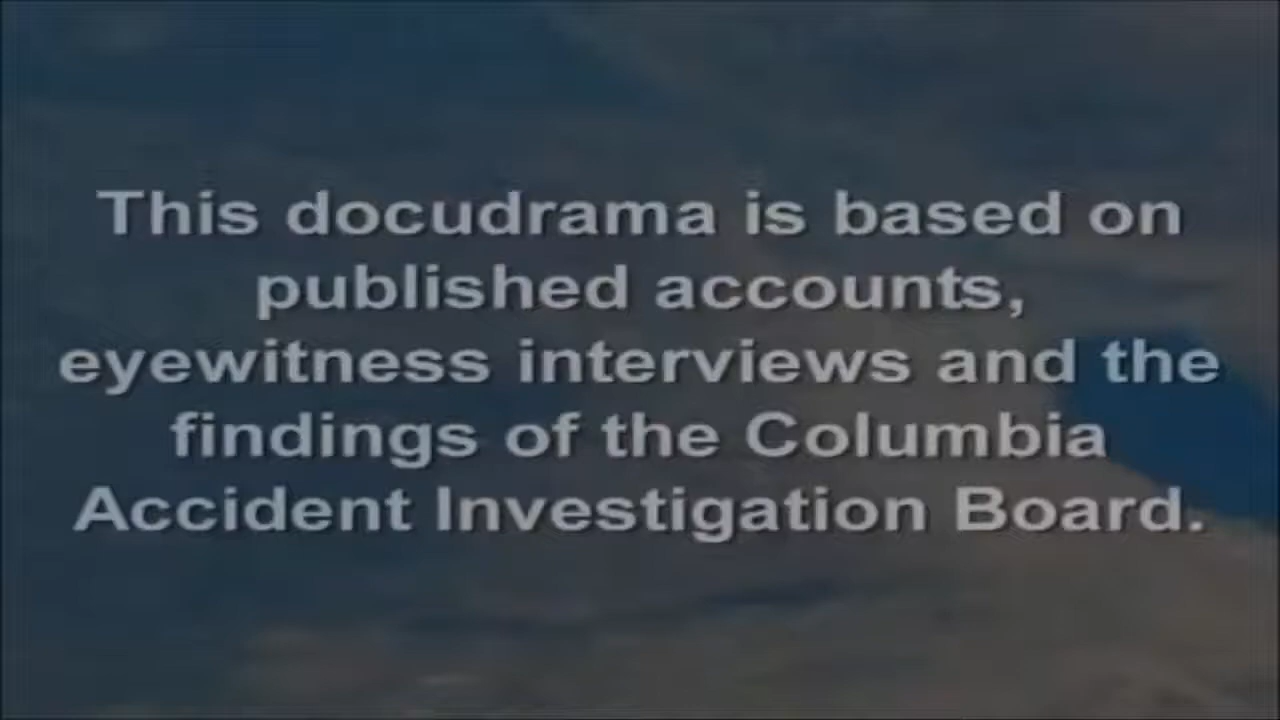 This docudrama is based on
published accounts,
eyewitness interviews and the
findings of the Columbia
Accident Investigation Board.